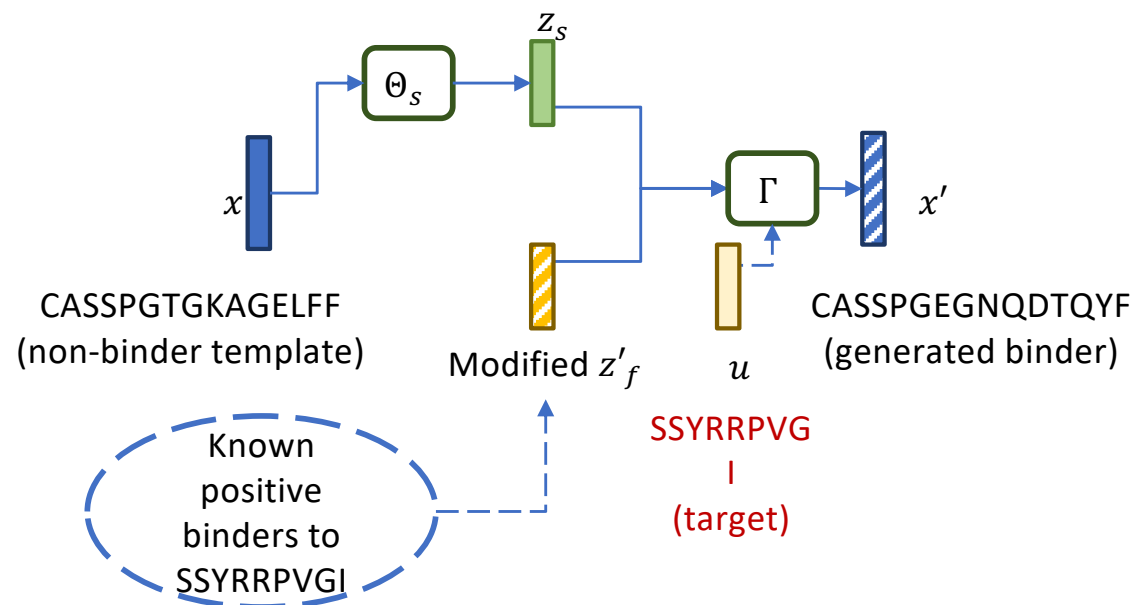 z_s
Θ_s
x
Γ
x′
CASSPGTGKAGELFF
(non-binder template)
Modified z′_f
u
CASSPGEGNQDTQYF
(generated binder)
SSYRRPVG
I
(target)
Known
positive
binders to
SSYRRPVGI